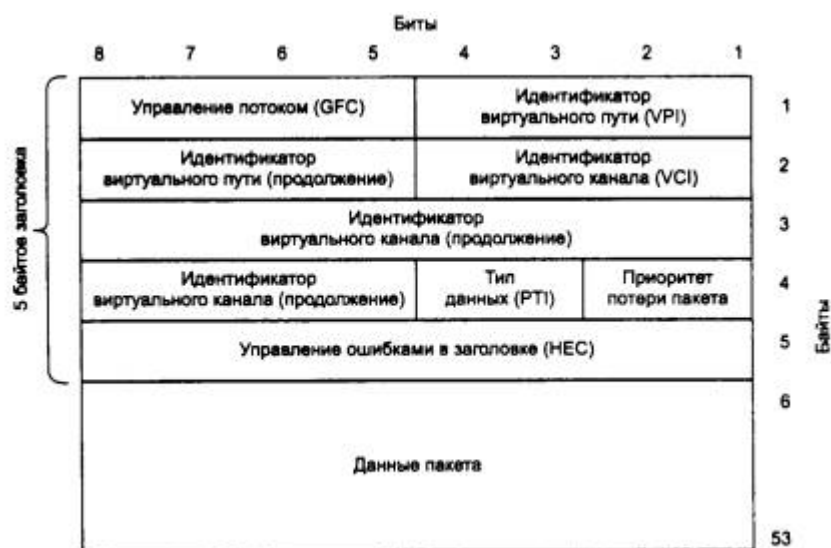 Биты
8 7 6 5 4 3 2 1
5 байтов заголовка
Управление потоком (GFC)
Идентификатор
виртуального пути (VPI)
1
Идентификатор
виртуального пути (продолжение)
Идентификатор
виртуального канала (VCI)
2
Идентификатор
виртуального канала (продолжение)
3
Идентификатор
виртуального канала (продолжение)
Тип
данных (PTI)
Приоритет
потери пакета
4
Управление ошибками в заголовке (HEC)
5
Байты
6
Данные пакета
53